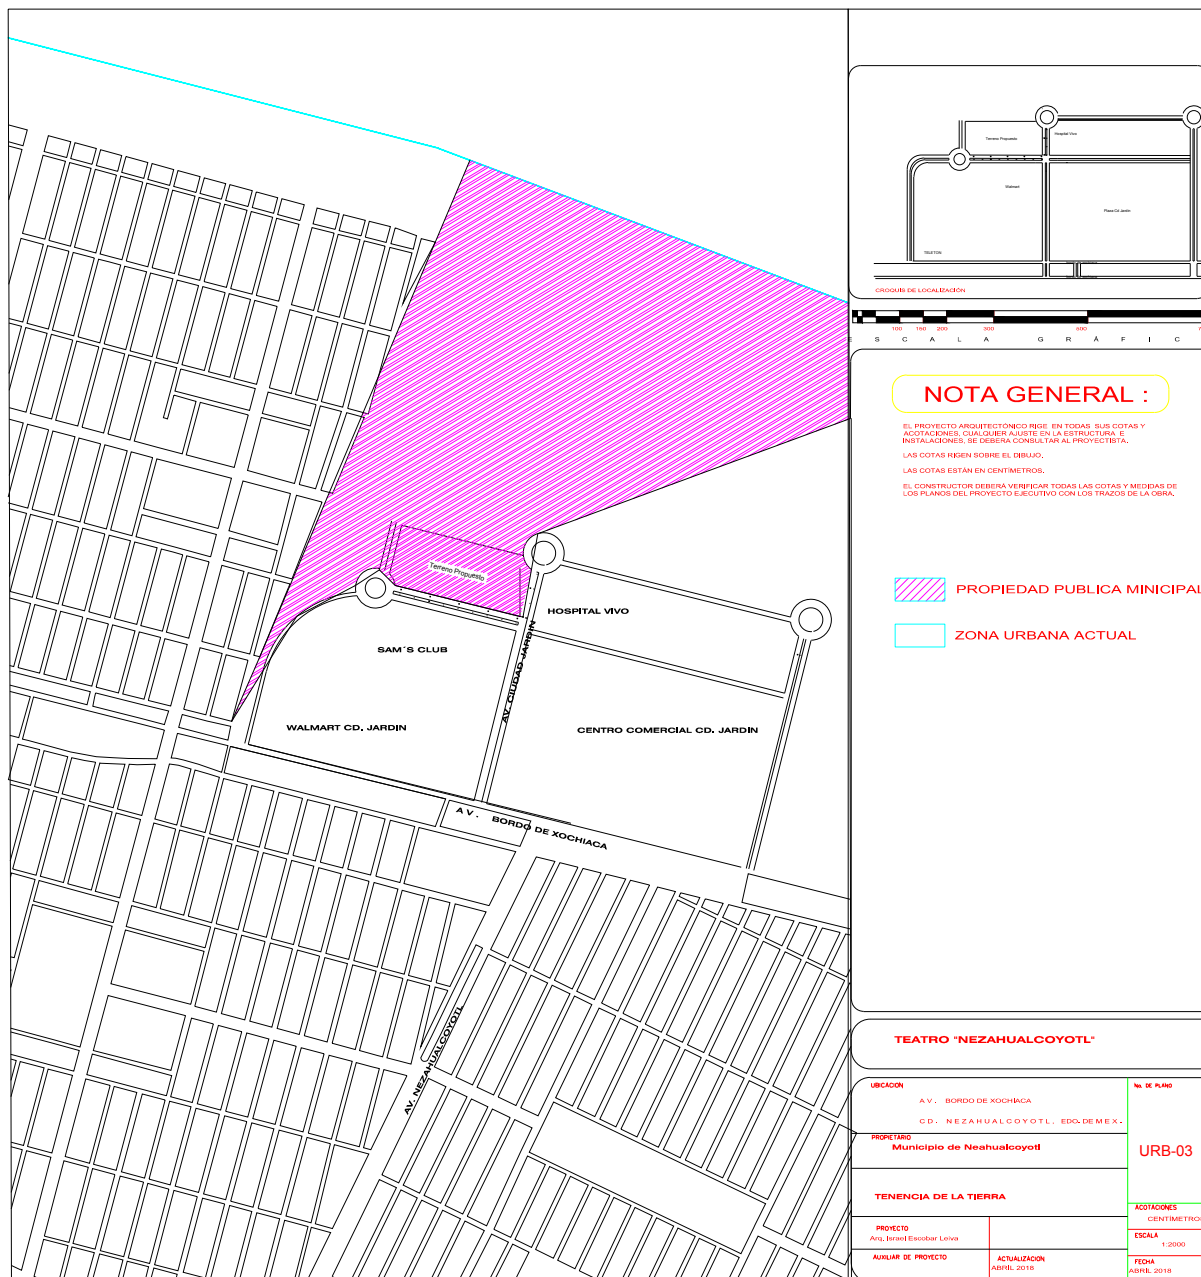 Terreno Propuesto
HOSPITAL VIVO
SAM´S CLUB
AV. CIUDAD JARDIN
WALMART CD. JARDIN
CENTRO COMERCIAL CD. JARDIN
AV. BORDO DE XOCHIACA
AV. NEZAHUALCOYOTL
Terreno Propuesto
Hospital Vivo
Walmart
Plaza Cd Jardin
TELETON
CROQUIS DE LOCALIZACIÓN
100 150 200 300 600
E S C A L A G R Á F I C
NOTA GENERAL :
EL PROYECTO ARQUITECTÓNICO RIGE EN TODAS SUS COTAS Y
ACOTACIONES, CUALQUIER AJUSTE EN LA ESTRUCTURA E
INSTALACIONES, SE DEBERA CONSULTAR AL PROYECTISTA.
LAS COTAS RIGEN SOBRE EL DIBUJO.
LAS COTAS ESTÁN EN CENTÍMETROS.
EL CONSTRUCTOR DEBERÁ VERIFICAR TODAS LAS COTAS Y MEDIDAS DE
LOS PLANOS DEL PROYECTO EJECUTIVO CON LOS TRAZOS DE LA OBRA.
PROPIEDAD PUBLICA MINICIPAL
ZONA URBANA ACTUAL
TEATRO "NEZAHUALCOYOTL"
UBICACION
AV. BORDO DE XOCHIACA
CD. NEZAHUALCOYOTL, EDO. DE MEX.
No. DE PLANO
URB-03
PROPIETARIO
Municipio de Neahualcoyotl
TENENCIA DE LA TIERRA
ACOTACIONES
CENTÍMETRO
PROYECTO
Arq. Israel Escobar Leiva
ESCALA
1:2000
AUXILIAR DE PROYECTO
ACTUALIZACIÓN
ABRIL 2018
FECHA
ABRIL 2018